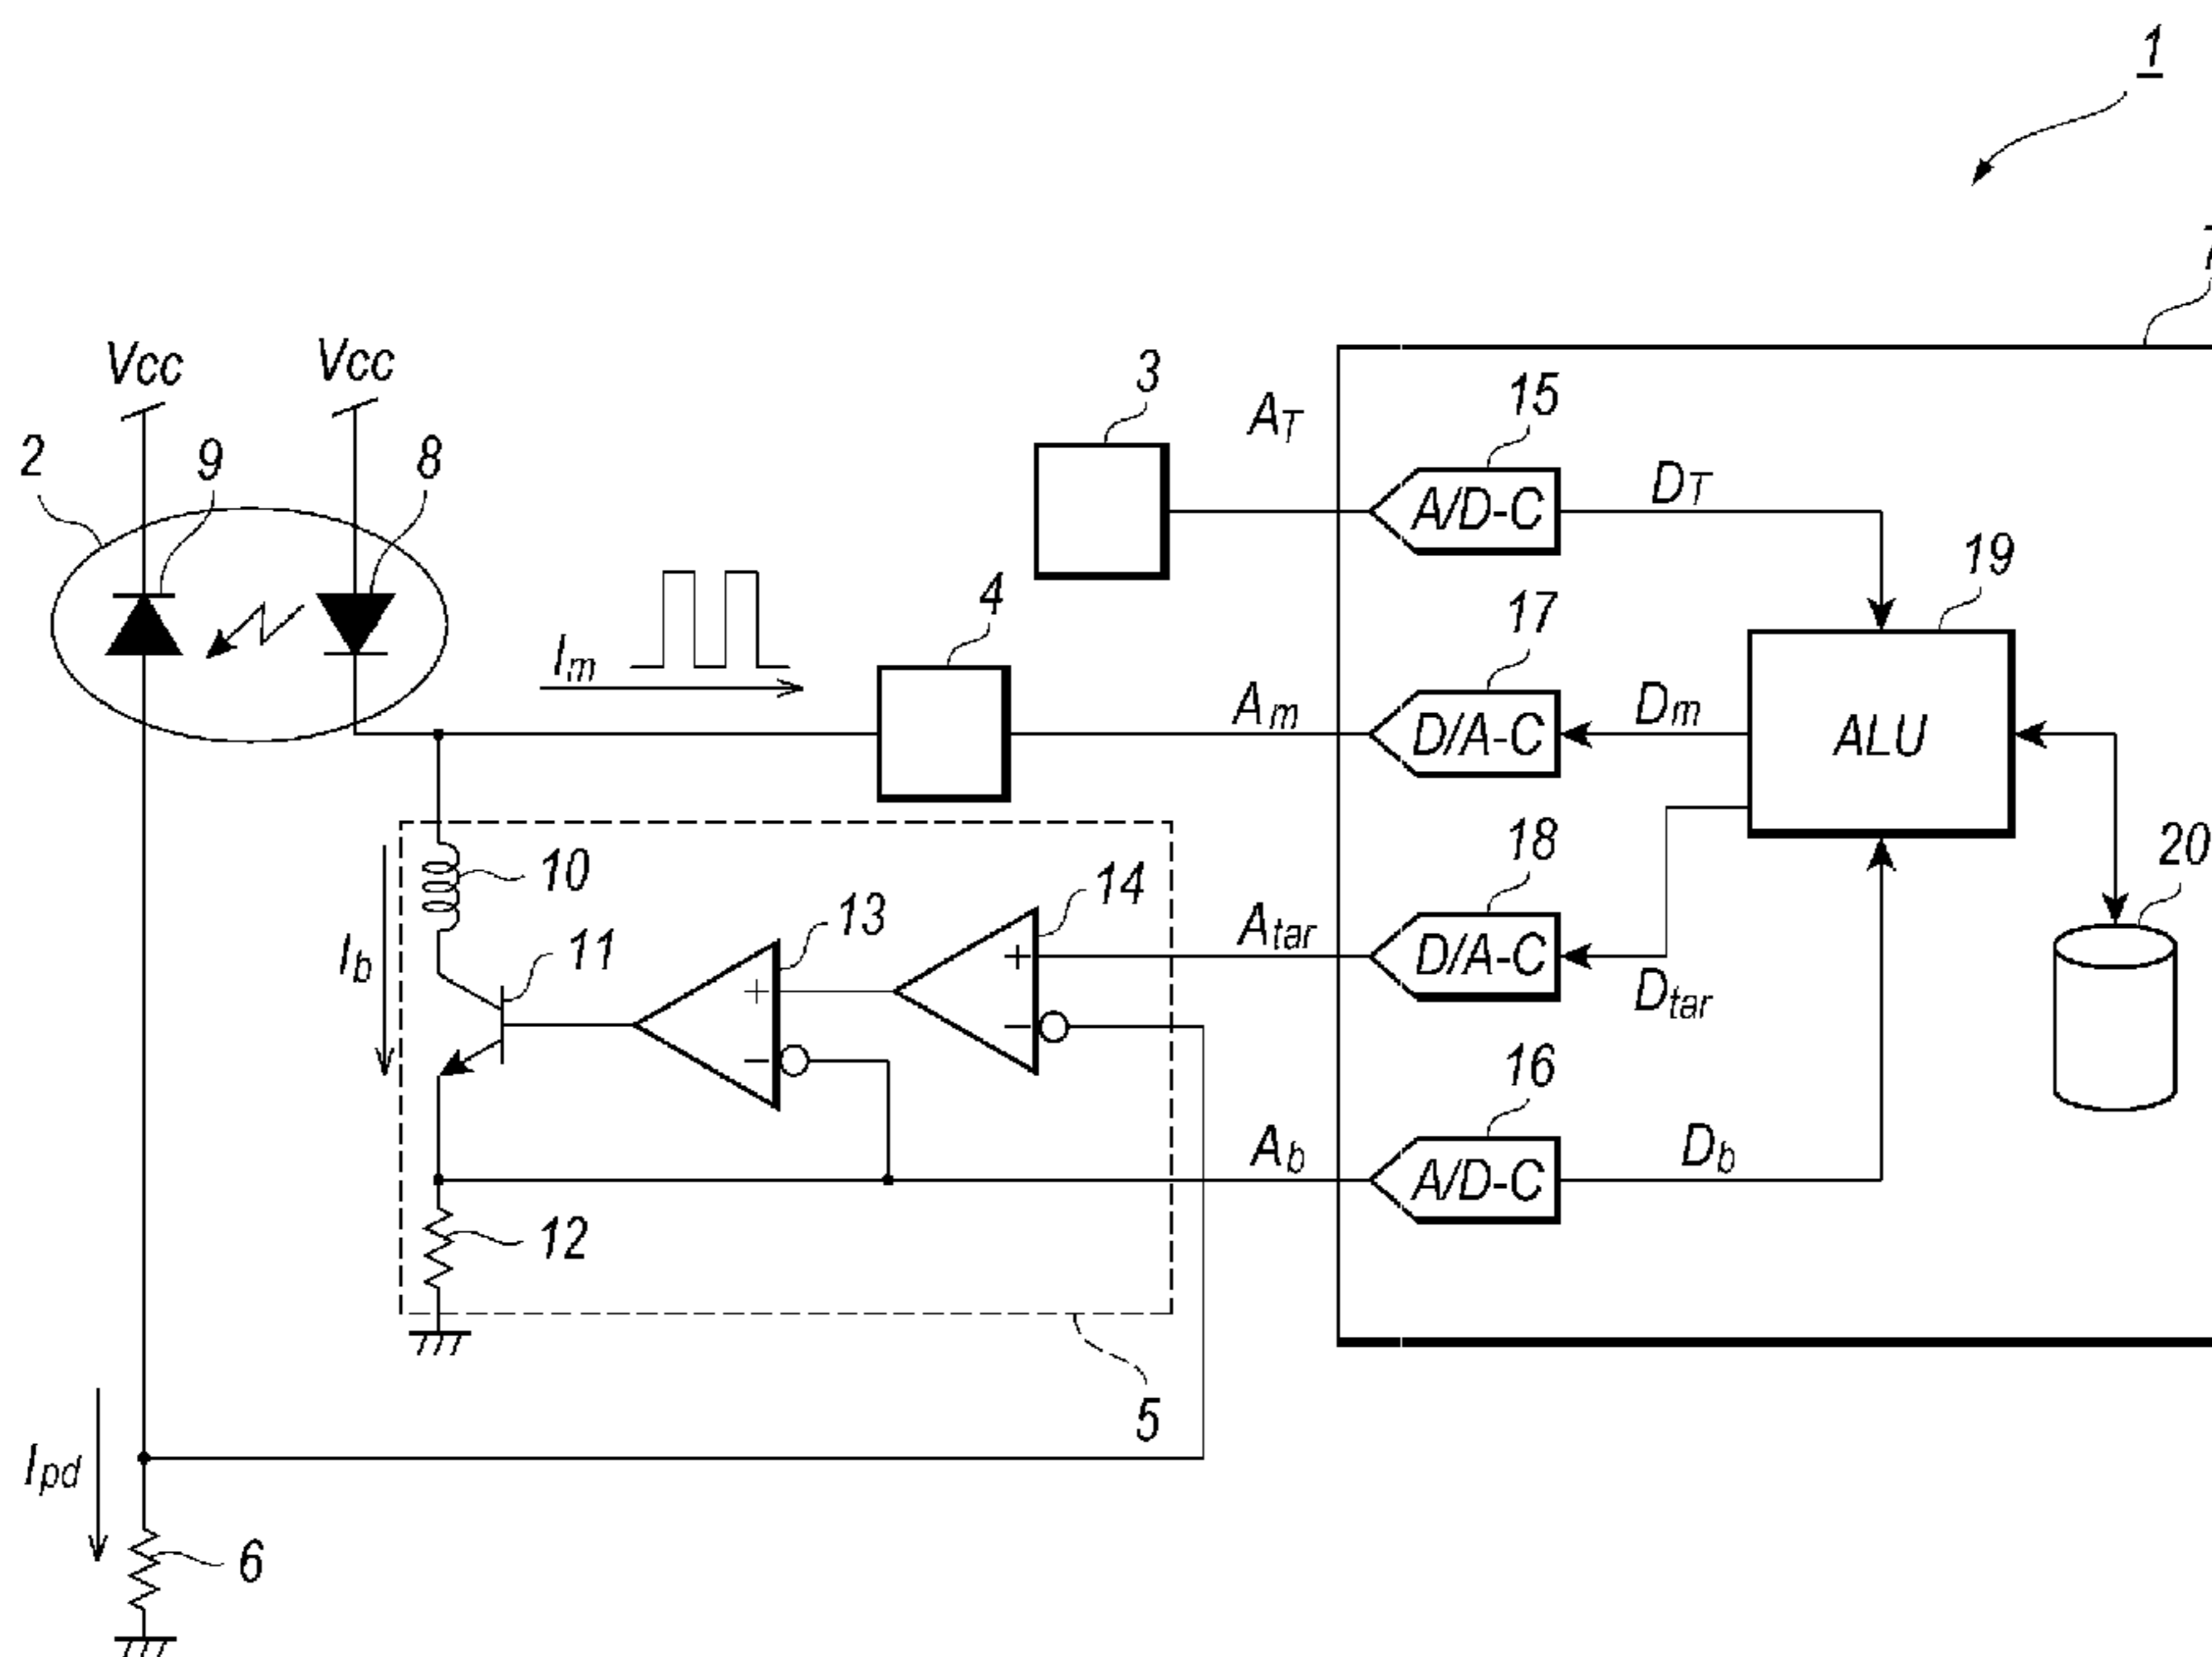 1
7
Vcc
Vcc
3
15
AT
A/D-C
DT
2
9
8
19
4
17
Im
Am
D/A-C
Dm
ALU
18
20
10
14
13
Atar
D/A-C
Ib
11
+
+
Dtar
−
−
16
Ab
A/D-C
Db
12
5
Ipd
6